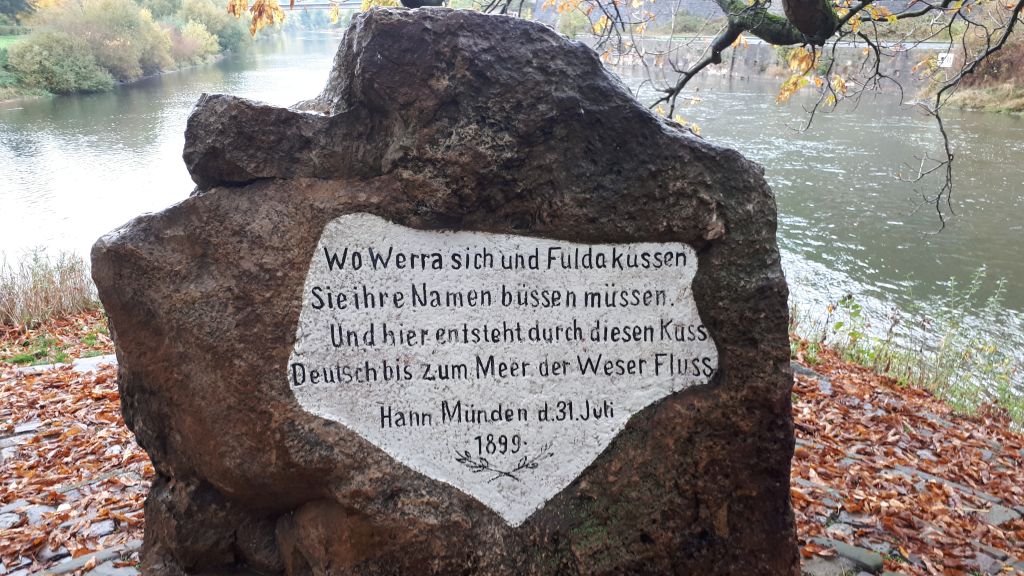 Wo Werra sich und Fulda küssen
Sie ihre Namen büssen müssen.
Und hier entsteht durch diesen Kuss
Deutsch bis zum Meer der Weser Fluss
Hann. Münden d. 31. Juli
1899.